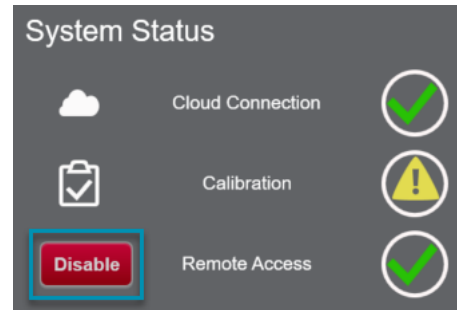 System Status
Cloud Connection
Calibration
Disable Remote Access